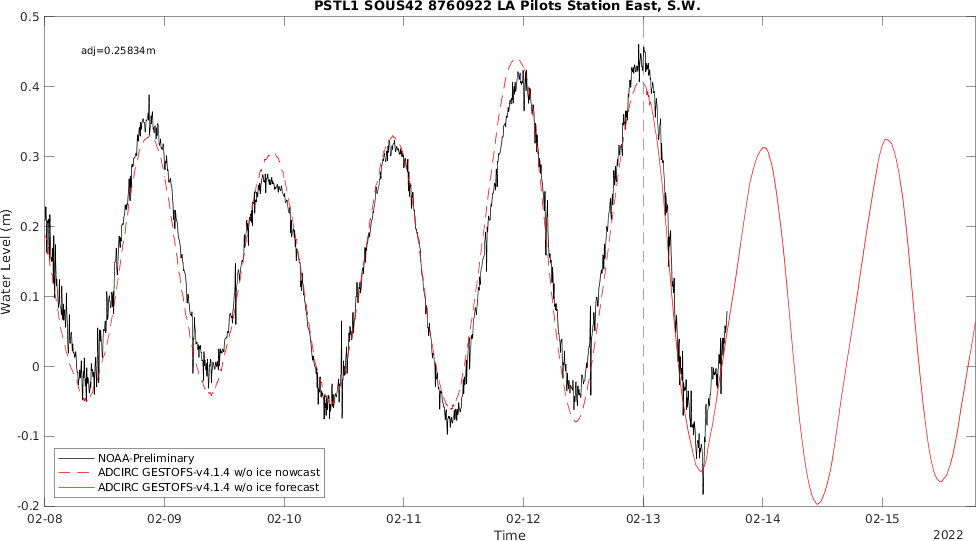 PSTL1 SOUS42 8760922 LA Pilots Station East, S.W.
adj=0.25834m
Water Level (m)
0.5
0.4
0.3
0.2
0.1
0
-0.1
-0.2
NOAA-Preliminary
ADCIRC GESTOFS-v4.1.4 w/o ice nowcast
ADCIRC GESTOFS-v4.1.4 w/o ice forecast
02-08 02-09 02-10 02-11 02-12 02-13 02-14 02-15
Time
2022